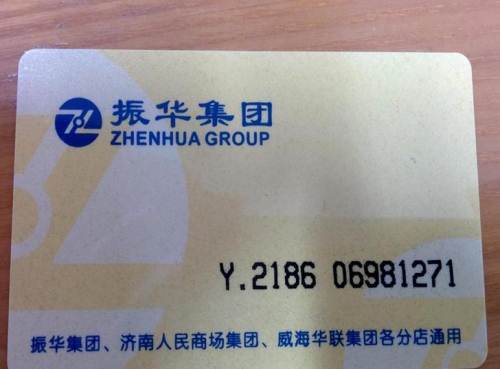 振华集团
ZHENHUA GROUP
Y.2186 06981271
振华集团、济南人民商场集团、威海华联集团各分店通用